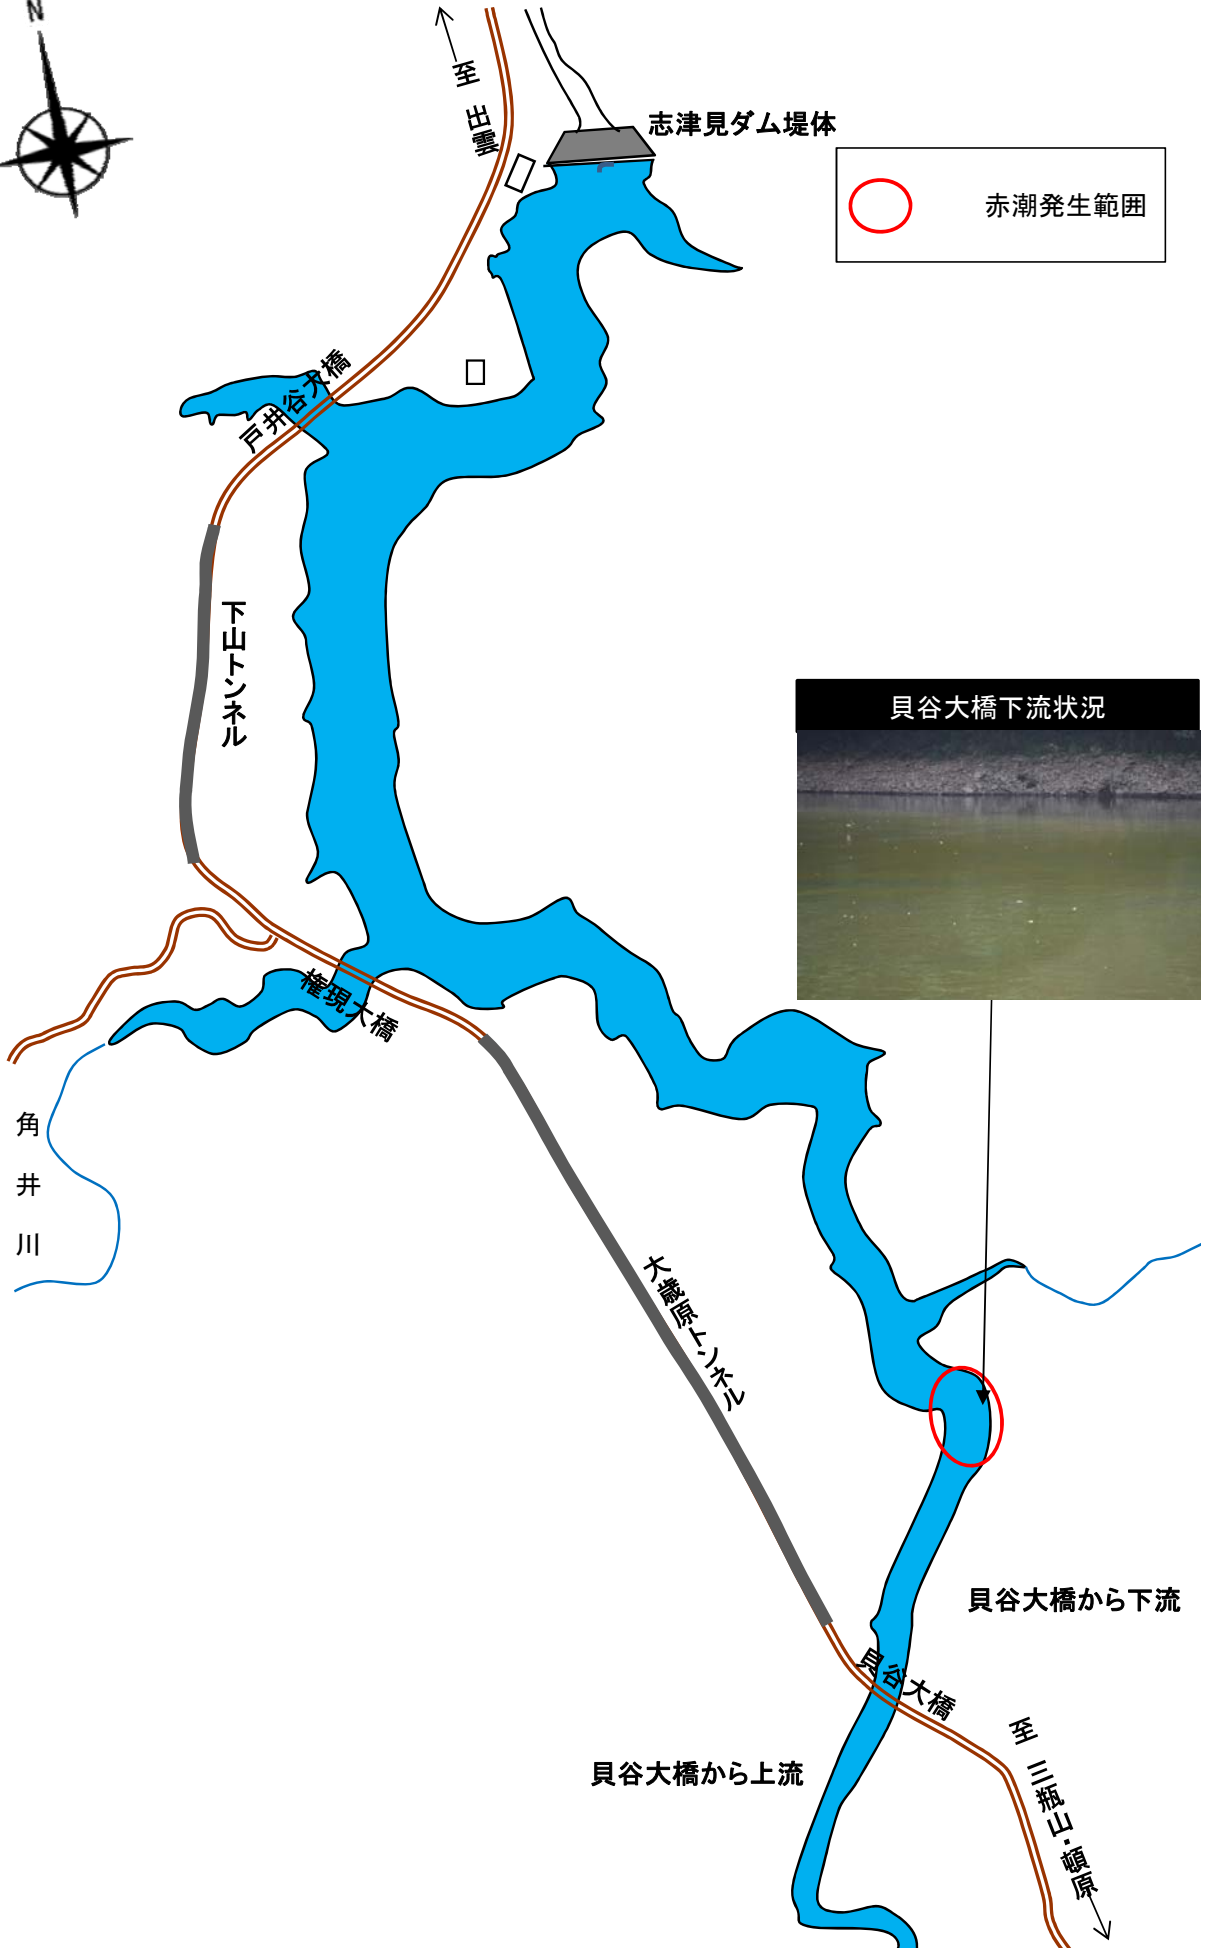 N
至 出雲
志津見ダム堤体
赤潮発生範囲
戸井谷大橋
下山トンネル
貝谷大橋下流状況
権現大橋
角井川
大歳原トンネル
貝谷大橋から下流
貝谷大橋
至 三瓶山・頓原
貝谷大橋から上流